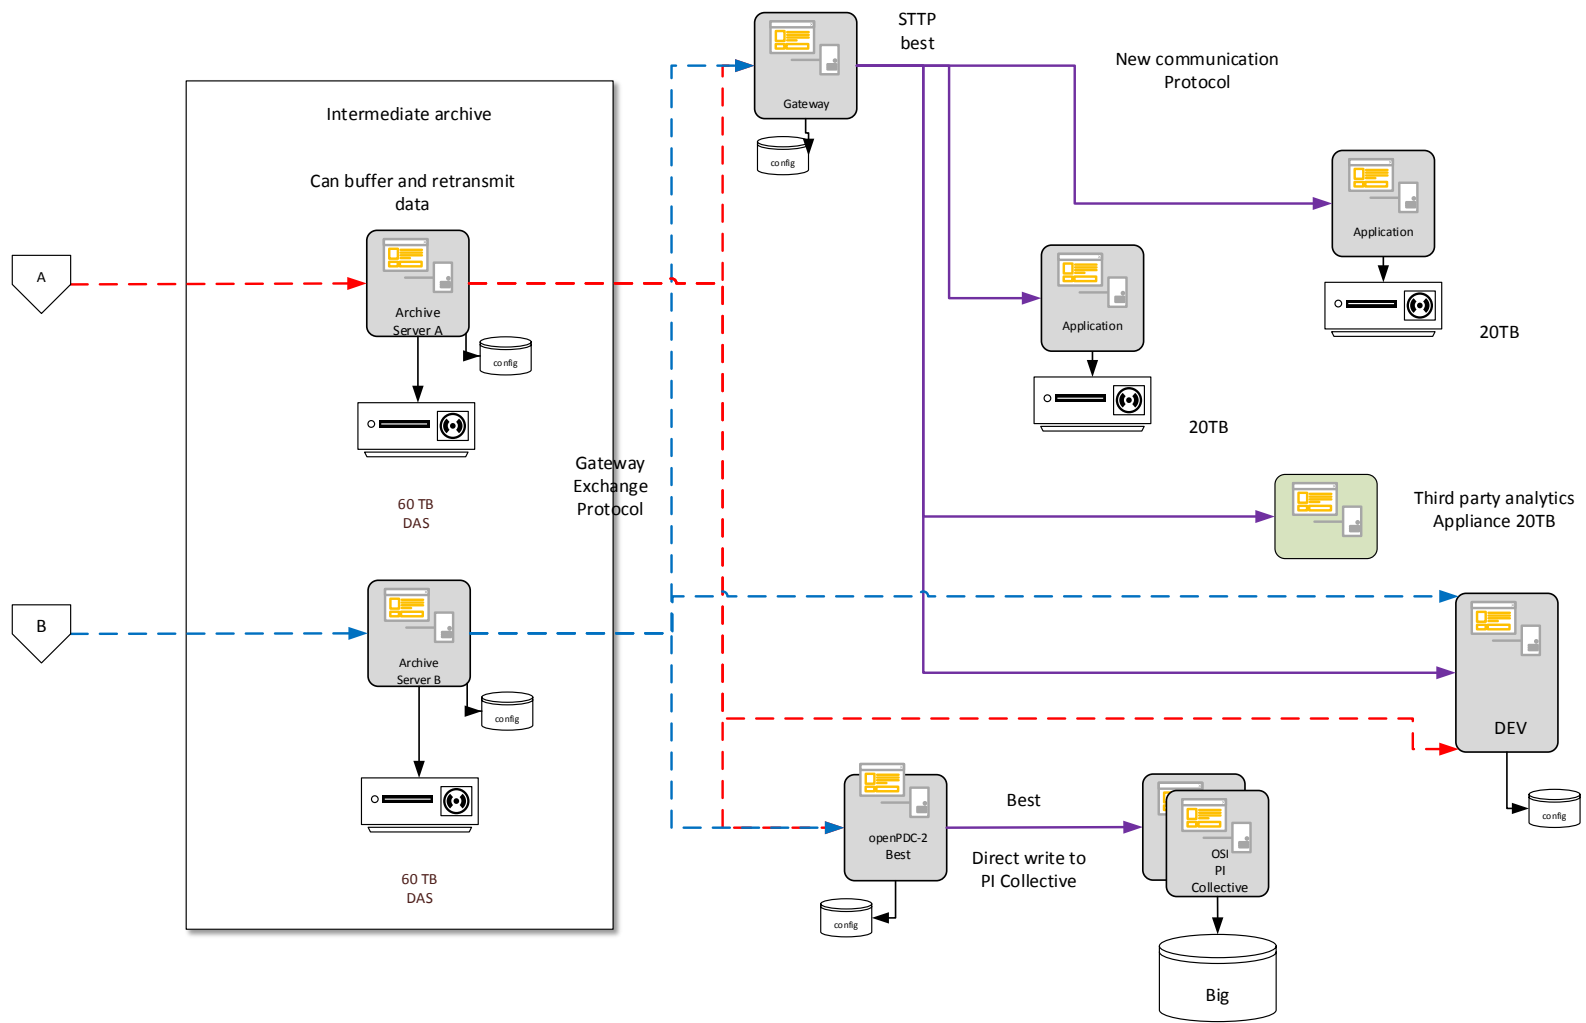 STTP
best
New communication
Protocol
Gateway
config
Intermediate archive
Can buffer and retransmit
data
A
Archive
Server A
config
60 TB
DAS
Gateway
Exchange
Protocol
Application
20TB
Application
20TB
Third party analytics
Appliance 20TB
B
Archive
Server B
config
60 TB
DAS
DEV
config
openPDC-2
Best
config
Best
Direct write to
PI Collective
OSI
PI
Collective
Big